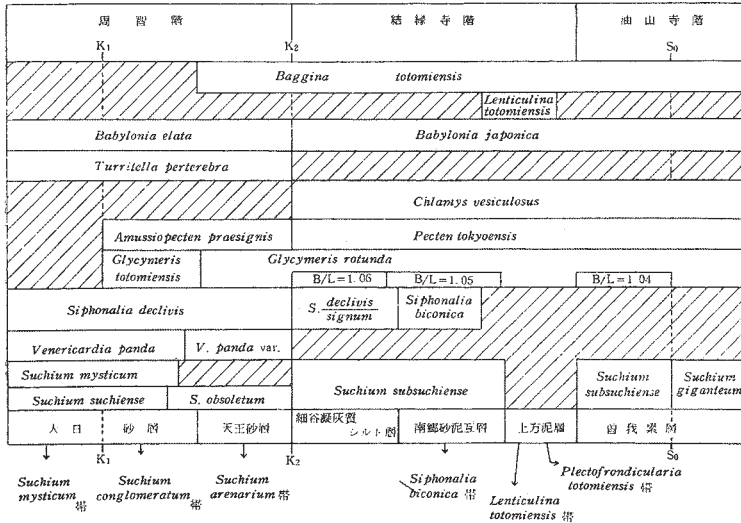 周智階 結縁寺階 油山寺階
K₁ K₂ S₀
Baggina totomiensis
Lenticulina
totomiensis
Babylonia elata Babylonia japonica
Turritella perterebra
Chlamys vesiculosus
Amussiopecten praesignis Pecten tokyoensis
Glycymeris
totomiensis
Glycymeris rotunda
B/L=1.06 B/L=1.05 B/L=1.04
Siphonalia declivis
S. declivis
signum
Siphonalia
biconica
Venericardia panda V. panda var.
Suchium mysticum
Suchium suchiense S. obsoletum
Suchium subsuchiense
Suchium
subsuchiense
Suchium
giganteum
大日 砂層 天王砂層
細谷凝灰質
シルト層
南郷砂泥互層 上方泥層 曽我累層
K₁ K₂ S₀
Suchium
mysticum 帯
Suchium
conglomeratum 帯
Suchium
arenarium 帯
Siphonalia
biconica 帯
Lenticulina
totomiensis 帯
Plectofrondicularia
totomiensis 帯